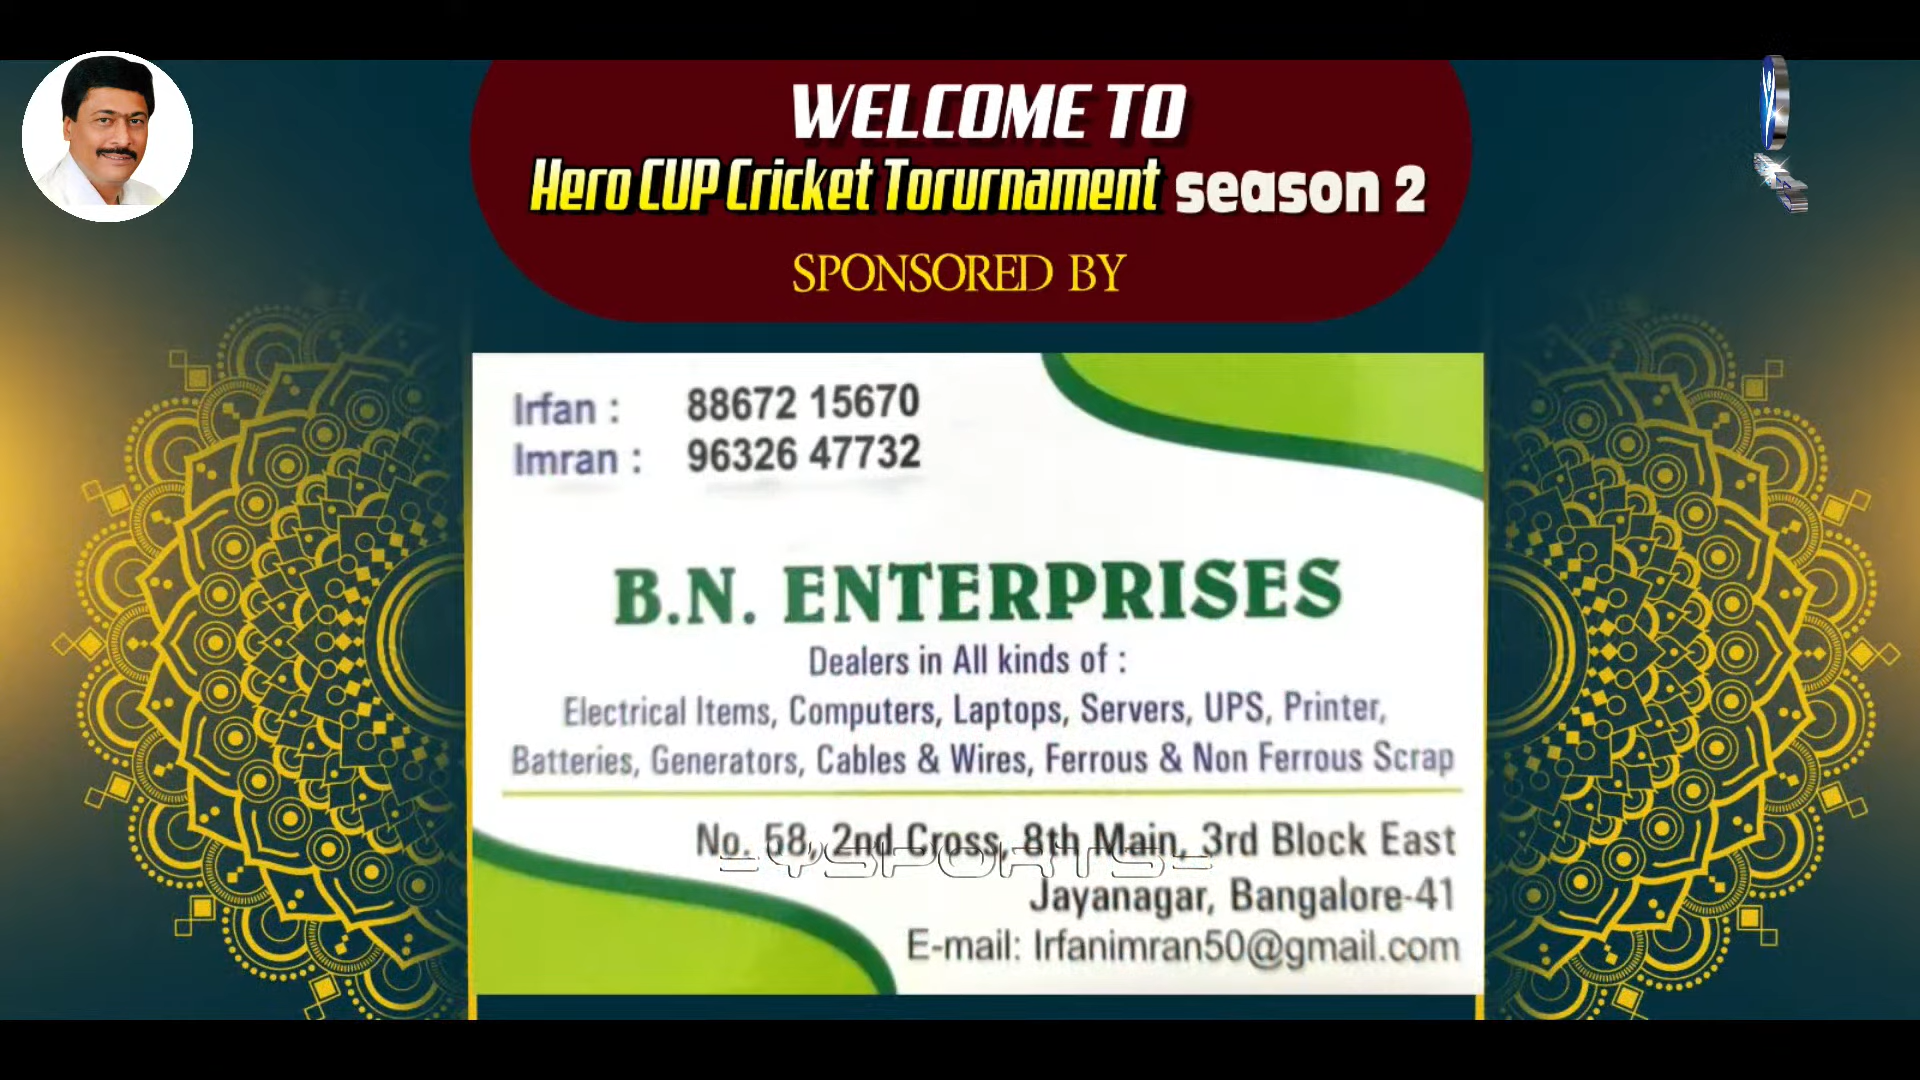 WELCOME TO
Hero CUP Cricket Torurnament season 2
SPONSORED BY
Irfan : 88672 15670
Imran : 96326 47732
B.N. ENTERPRISES
Dealers in All kinds of :
Electrical Items, Computers, Laptops, Servers, UPS, Printer,
Batteries, Generators, Cables & Wires, Ferrous & Non Ferrous Scrap
No. 58, 2nd Cross, 8th Main, 3rd Block East
=YSPORTS=
Jayanagar, Bangalore-41
E-mail: Irfanimran50@gmail.com